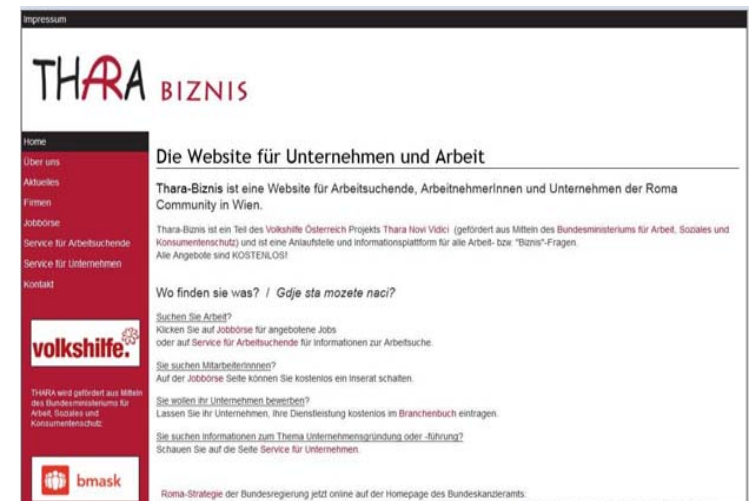 Impressum
THARA BIZNIS
Home
Über uns
Aktuelles
Firmen
Jobbörse
Service für Arbeitsuchende
Service für Unternehmen
Kontakt
volkshilfe.
THARA wird gefördert aus Mitteln
des Bundesministeriums für
Arbeit, Soziales und
Konsumentenschutz
bmask
Die Website für Unternehmen und Arbeit
Thara-Biznis ist eine Website für Arbeitsuchende, ArbeitnehmerInnen und Unternehmen der Roma
Community in Wien.
Thara-Biznis ist ein Teil des Volkshilfe Österreich Projekts Thara Novi Vidici (gefördert aus Mitteln des Bundesministeriums für Arbeit, Soziales und
Konsumentenschutz) und ist eine Anlaufstelle und Informationsplattform für alle Arbeit- bzw. "Biznis"-Fragen.
Alle Angebote sind KOSTENLOS!
Wo finden sie was? / Gdje sta mozete naci?
Suchen Sie Arbeit?
Klicken Sie auf Jobbörse für angebotene Jobs
oder auf Service für Arbeitsuchende für Informationen zur Arbeitsuche.
Sie suchen MitarbeiterInnnen?
Auf der Jobbörse Seite können Sie kostenlos ein Inserat schalten.
Sie wollen ihr Unternehmen bewerben?
Lassen Sie ihr Unternehmen, Ihre Dienstleistung kostenlos im Branchenbuch eintragen.
Sie suchen Informationen zum Thema Unternehmensgründung oder -führung?
Schauen Sie auf die Seite Service für Unternehmen.
Roma-Strategie der Bundesregierung jetzt online auf der Homepage des Bundeskanzleramts.